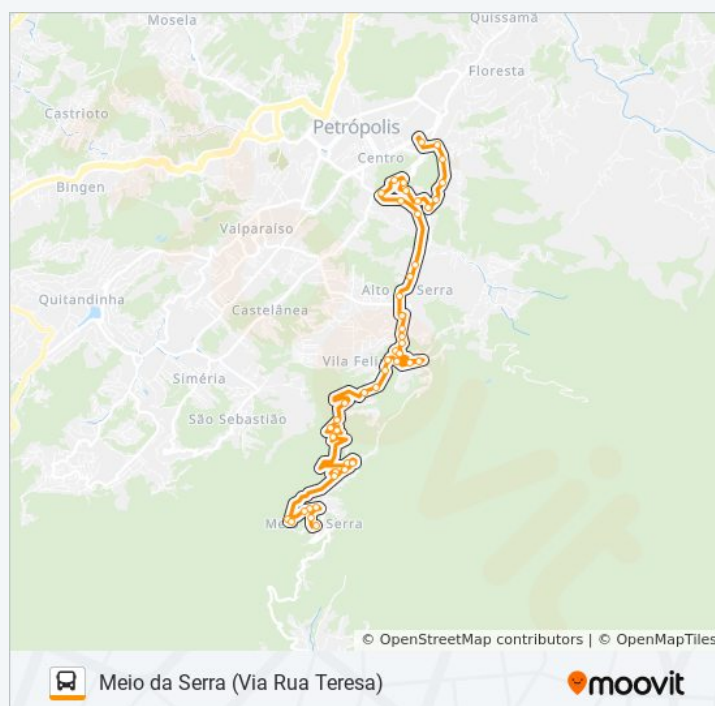 Mosela
Quissamã
Floresta
Castrioto
Petrópolis
Centro
Bingen
Valparaíso
Quitandinha
Alto Serra
Castelânea
Vila Feli
Siméria
São Sebastião
Me Serra
© OpenStreetMap contributors | © OpenMapTiles
Meio da Serra (Via Rua Teresa)
moovit